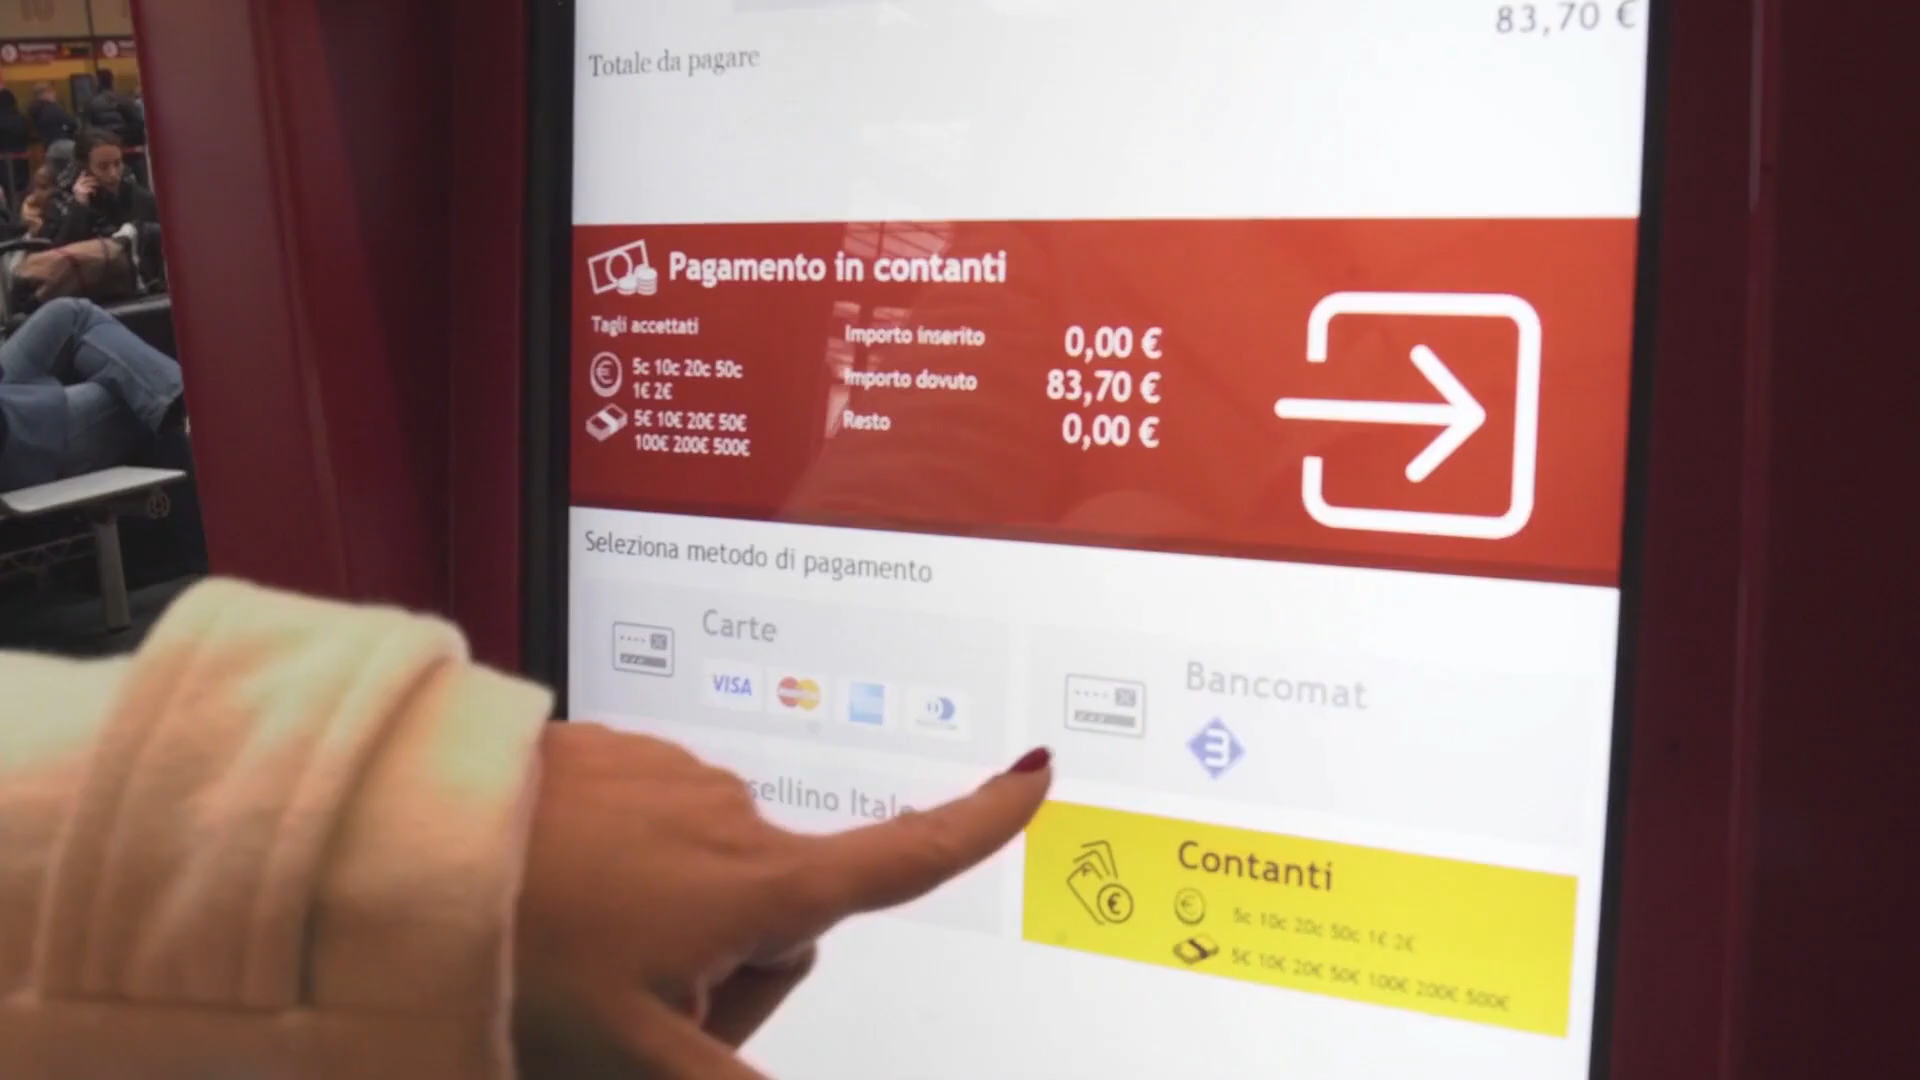 83,70 €
Totale da pagare
Pagamento in contanti
Tagli accettati
5c 10c 20c 50c
1€ 2€
5€ 10€ 20€ 50€
100€ 200€ 500€
Importo inserito 0,00 €
Importo dovuto 83,70 €
Resto 0,00 €
Seleziona metodo di pagamento
Carte
VISA
Bancomat
sellino Italo
Contanti
5c 10c 20c 50c 1€ 2€
5€ 10€ 20€ 50€ 100€ 200€ 500€